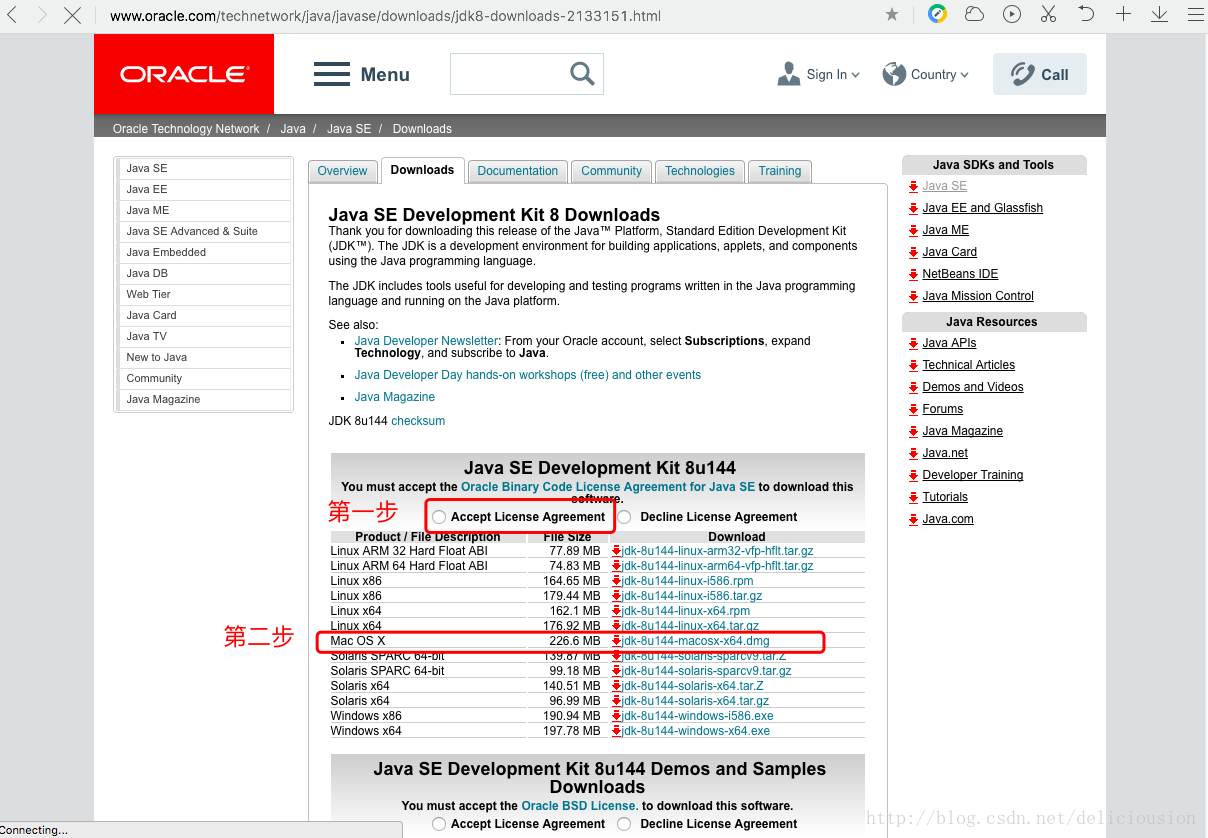 www.oracle.com/technetwork/java/javase/downloads/jdk8-downloads-2133151.html
ORACLE
Menu
Sign In
Country
Call
Oracle Technology Network / Java / Java SE / Downloads
Java SE
Java EE
Java ME
Java SE Advanced & Suite
Java Embedded
Java DB
Web Tier
Java Card
Java TV
New to Java
Community
Java Magazine
Overview
Downloads
Documentation
Community
Technologies
Training
Java SE Development Kit 8 Downloads
Thank you for downloading this release of the Java™ Platform, Standard Edition Development Kit
(JDK™). The JDK is a development environment for building applications, applets, and components
using the Java programming language.
The JDK includes tools useful for developing and testing programs written in the Java programming
language and running on the Java platform.
See also:
Java Developer Newsletter: From your Oracle account, select Subscriptions, expand
Technology, and subscribe to Java.
Java Developer Day hands-on workshops (free) and other events
Java Magazine
JDK 8u144 checksum
Java SE Development Kit 8u144
You must accept the Oracle Binary Code License Agreement for Java SE to download this
software.
第一步
Accept License Agreement Decline License Agreement
Product / File Description File Size Download
Linux ARM 32 Hard Float ABI 77.89 MB jdk-8u144-linux-arm32-vfp-hflt.tar.gz
Linux ARM 64 Hard Float ABI 74.83 MB jdk-8u144-linux-arm64-vfp-hflt.tar.gz
Linux x86 164.65 MB jdk-8u144-linux-i586.rpm
Linux x86 179.44 MB jdk-8u144-linux-i586.tar.gz
Linux x64 162.1 MB jdk-8u144-linux-x64.rpm
Linux x64 176.92 MB jdk-8u144-linux-x64.tar.gz
第二步
Mac OS X 226.6 MB jdk-8u144-macosx-x64.dmg
Solaris SPARC 64-bit 139.87 MB jdk-8u144-solaris-sparcv9.tar.Z
Solaris SPARC 64-bit 99.18 MB jdk-8u144-solaris-sparcv9.tar.gz
Solaris x64 140.51 MB jdk-8u144-solaris-x64.tar.Z
Solaris x64 96.99 MB jdk-8u144-solaris-x64.tar.gz
Windows x86 190.94 MB jdk-8u144-windows-i586.exe
Windows x64 197.78 MB jdk-8u144-windows-x64.exe
Java SE Development Kit 8u144 Demos and Samples
Downloads
You must accept the Oracle BSD License. to download this software.
Accept License Agreement Decline License Agreement
Java SDKs and Tools
Java SE
Java EE and Glassfish
Java ME
Java Card
NetBeans IDE
Java Mission Control
Java Resources
Java APIs
Technical Articles
Demos and Videos
Forums
Java Magazine
Java.net
Developer Training
Tutorials
Java.com
Connecting...
http://blog.csdn.net/deliciousion